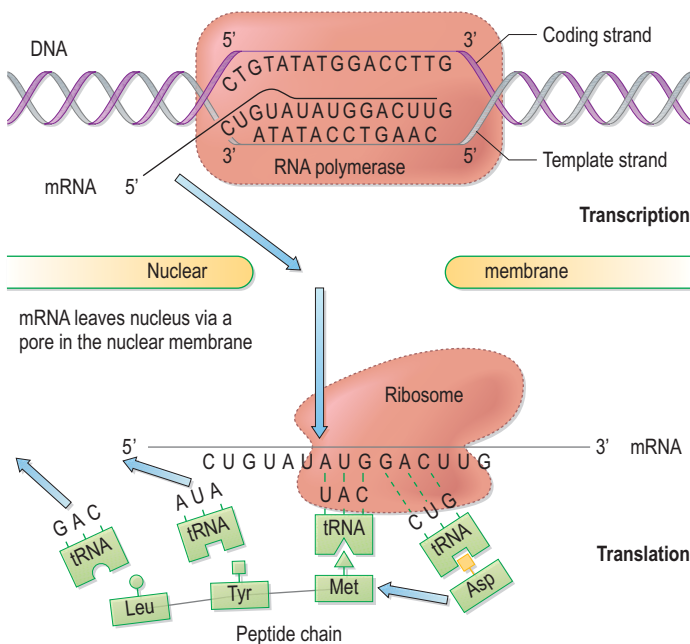 DNA
5’
3’
Coding strand
CTGTATATGGACCTTG
CUGUAUAUGGACUUG
ATATACCTGAAC
3’
5’
Template strand
mRNA
5’
RNA polymerase
Transcription
Nuclear
membrane
mRNA leaves nucleus via a
pore in the nuclear membrane
Ribosome
5’
3’
mRNA
CUGUAUAUGGACUUG
GAC
AUA
UAC
CUG
tRNA
tRNA
tRNA
tRNA
Translation
Leu
Tyr
Met
Asp
Peptide chain